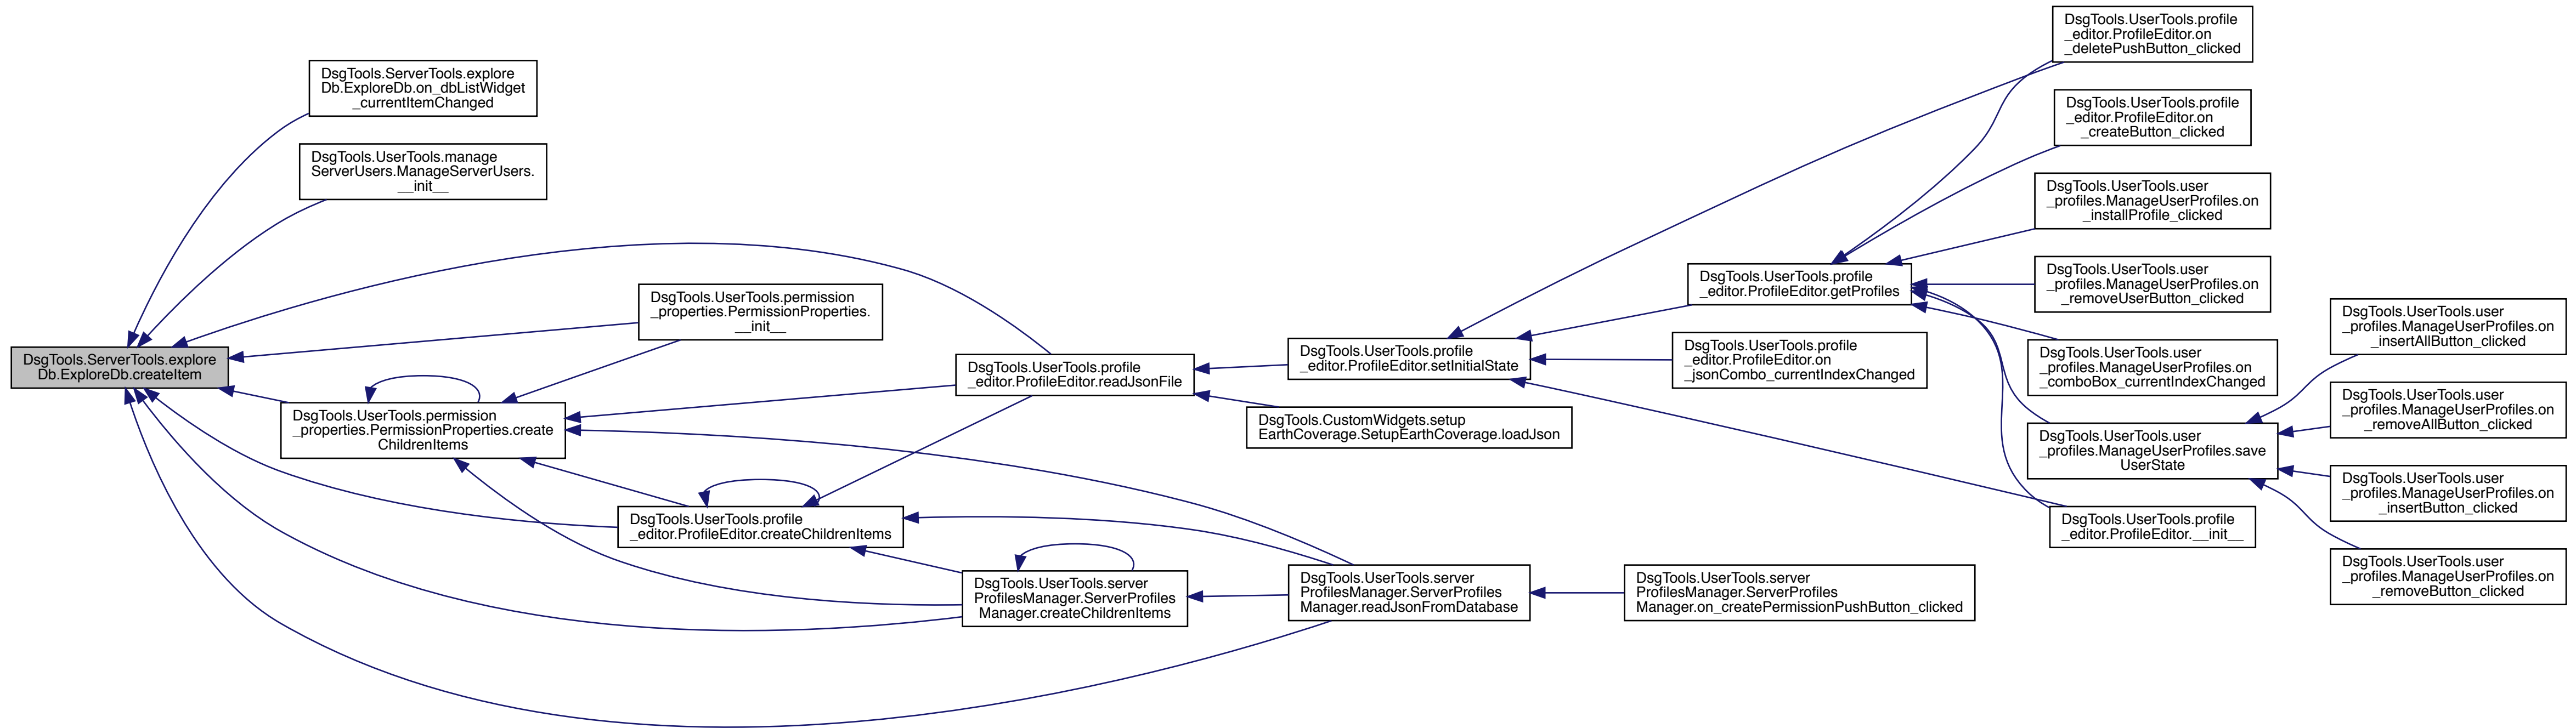 DsgTools.ServerTools.explore
Db.ExploreDb.createItem
DsgTools.ServerTools.explore
Db.ExploreDb.on_dbListWidget
_currentItemChanged
DsgTools.UserTools.manage
ServerUsers.ManageServerUsers.
__init__
DsgTools.UserTools.permission
_properties.PermissionProperties.
__init__
DsgTools.UserTools.permission
_properties.PermissionProperties.create
ChildrenItems
DsgTools.UserTools.profile
_editor.ProfileEditor.createChildrenItems
DsgTools.UserTools.profile
_editor.ProfileEditor.readJsonFile
DsgTools.UserTools.server
ProfilesManager.ServerProfiles
Manager.createChildrenItems
DsgTools.UserTools.profile
_editor.ProfileEditor.setInitialState
DsgTools.CustomWidgets.setup
EarthCoverage.SetupEarthCoverage.loadJson
DsgTools.UserTools.server
ProfilesManager.ServerProfiles
Manager.readJsonFromDatabase
DsgTools.UserTools.profile
_editor.ProfileEditor.getProfiles
DsgTools.UserTools.profile
_editor.ProfileEditor.on
_jsonCombo_currentIndexChanged
DsgTools.UserTools.server
ProfilesManager.ServerProfiles
Manager.on_createPermissionPushButton_clicked
DsgTools.UserTools.profile
_editor.ProfileEditor.on
_deletePushButton_clicked
DsgTools.UserTools.profile
_editor.ProfileEditor.on
_createButton_clicked
DsgTools.UserTools.user
_profiles.ManageUserProfiles.on
_installProfile_clicked
DsgTools.UserTools.user
_profiles.ManageUserProfiles.on
_removeUserButton_clicked
DsgTools.UserTools.user
_profiles.ManageUserProfiles.on
_comboBox_currentIndexChanged
DsgTools.UserTools.user
_profiles.ManageUserProfiles.save
UserState
DsgTools.UserTools.profile
_editor.ProfileEditor.__init__
DsgTools.UserTools.user
_profiles.ManageUserProfiles.on
_insertAllButton_clicked
DsgTools.UserTools.user
_profiles.ManageUserProfiles.on
_removeAllButton_clicked
DsgTools.UserTools.user
_profiles.ManageUserProfiles.on
_insertButton_clicked
DsgTools.UserTools.user
_profiles.ManageUserProfiles.on
_removeButton_clicked